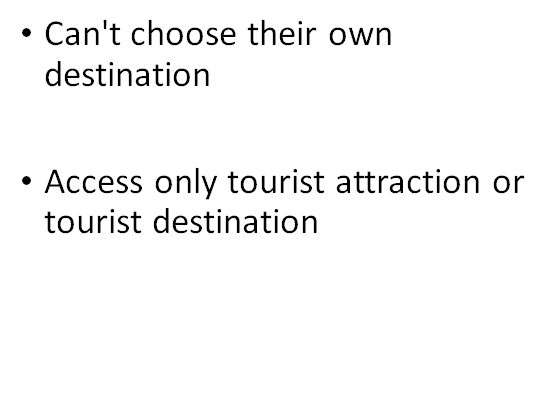 • Can't choose their own
destination
• Access only tourist attraction or
tourist destination